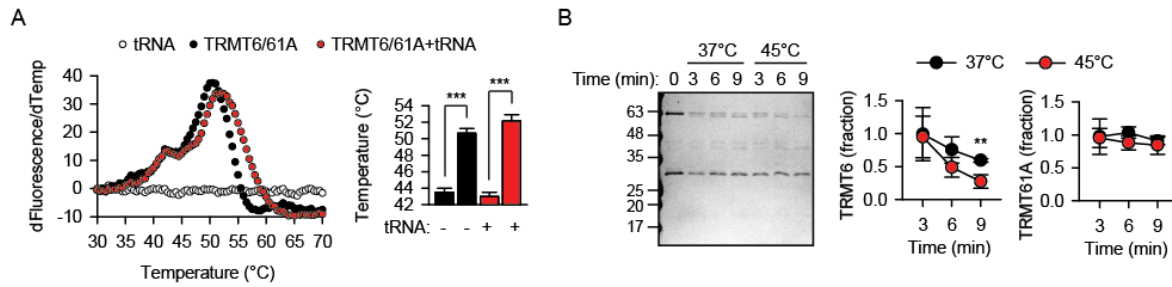 A
tRNA TRMT6/61A TRMT6/61A+tRNA
dFluorescence/dTemp
40
30
20
10
0
-10
30 35 40 45 50 55 60 65 70
Temperature (°C)
Temperature (°C)
54
52
50
48
46
44
42
*** ***
tRNA: - - + +
B
37°C 45°C
Time (min): 0 3 6 9 3 6 9
63
48
35
25
20
17
37°C 45°C
TRMT6 (fraction)
1.5
1.0
0.5
0
**
3 6 9
Time (min)
TRMT61A (fraction)
1.5
1.0
0.5
0
3 6 9
Time (min)